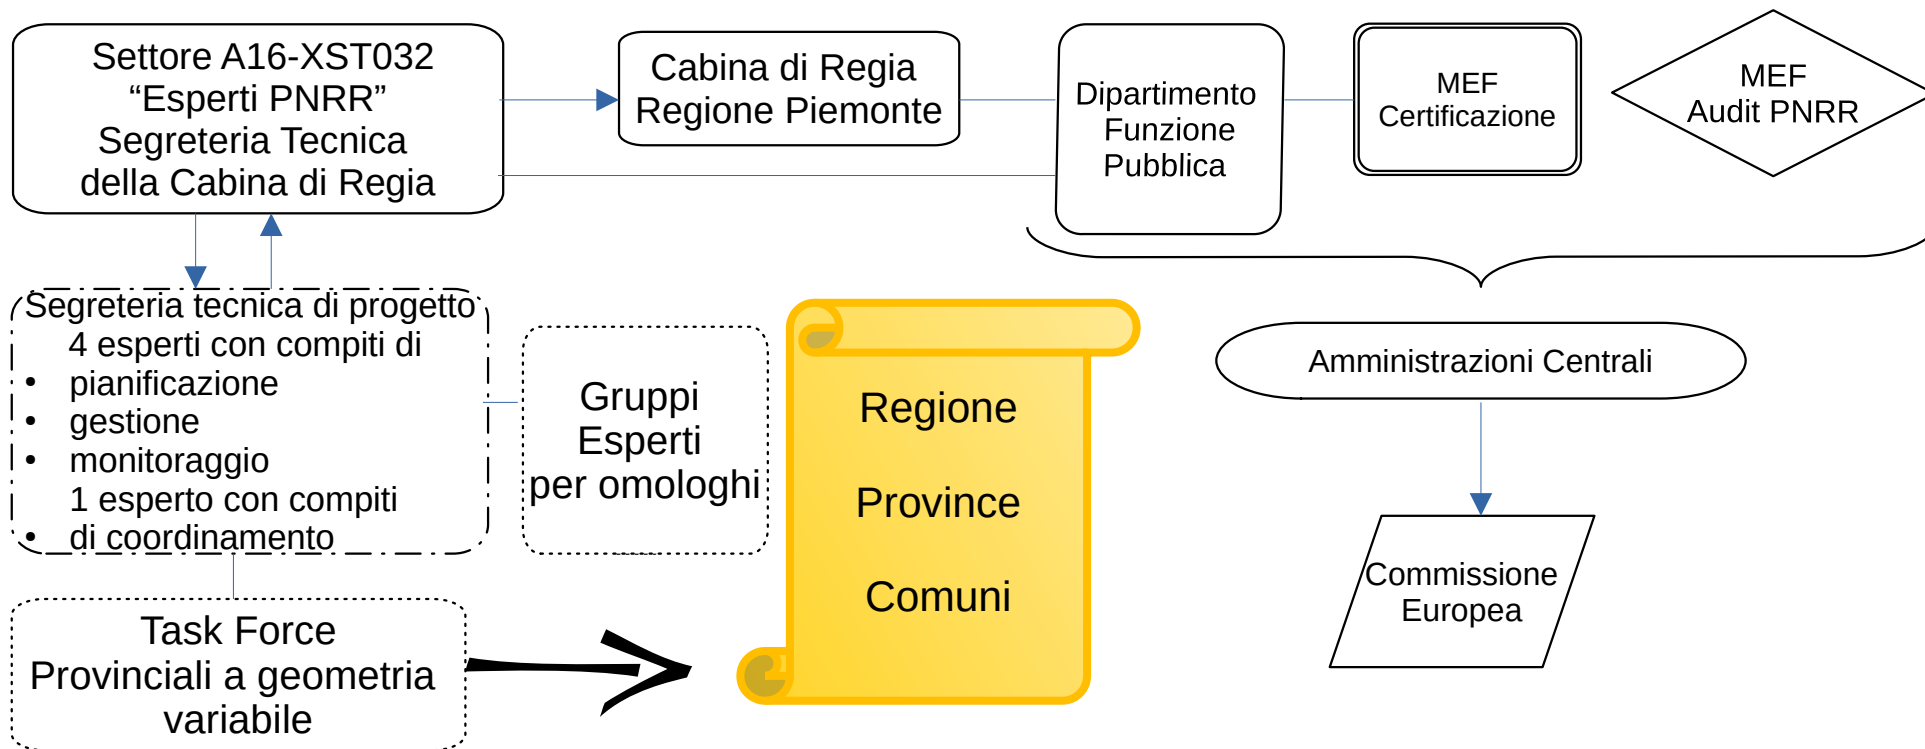 Settore A16-XST032
“Esperti PNRR”
Segreteria Tecnica
della Cabina di Regia
Cabina di Regia
Regione Piemonte
Dipartimento
Funzione
Pubblica
MEF
Certificazione
MEF
Audit PNRR
Segreteria tecnica di progetto
4 esperti con compiti di
• pianificazione
• gestione
• monitoraggio
1 esperto con compiti
• di coordinamento
Gruppi
Esperti
per omologhi
Regione
Province
Comuni
Amministrazioni Centrali
Commissione
Europea
Task Force
Provinciali a geometria
variabile